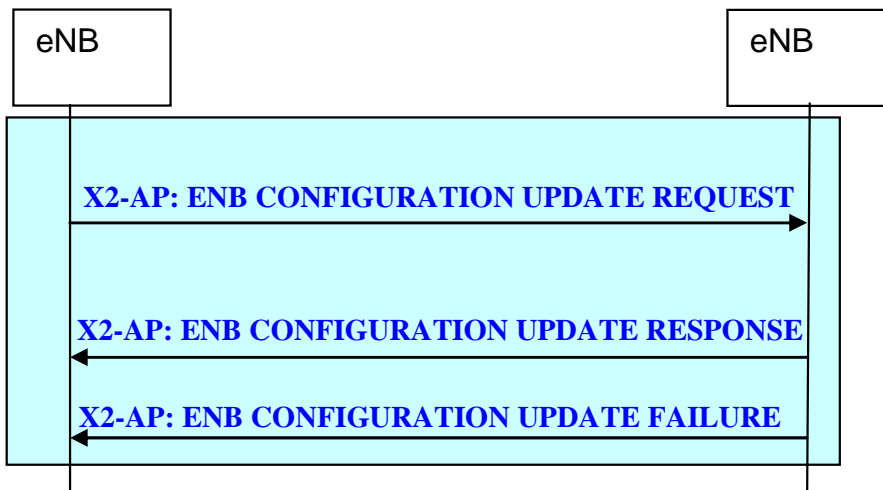 eNB
eNB
X2-AP: ENB CONFIGURATION UPDATE REQUEST
X2-AP: ENB CONFIGURATION UPDATE RESPONSE
X2-AP: ENB CONFIGURATION UPDATE FAILURE